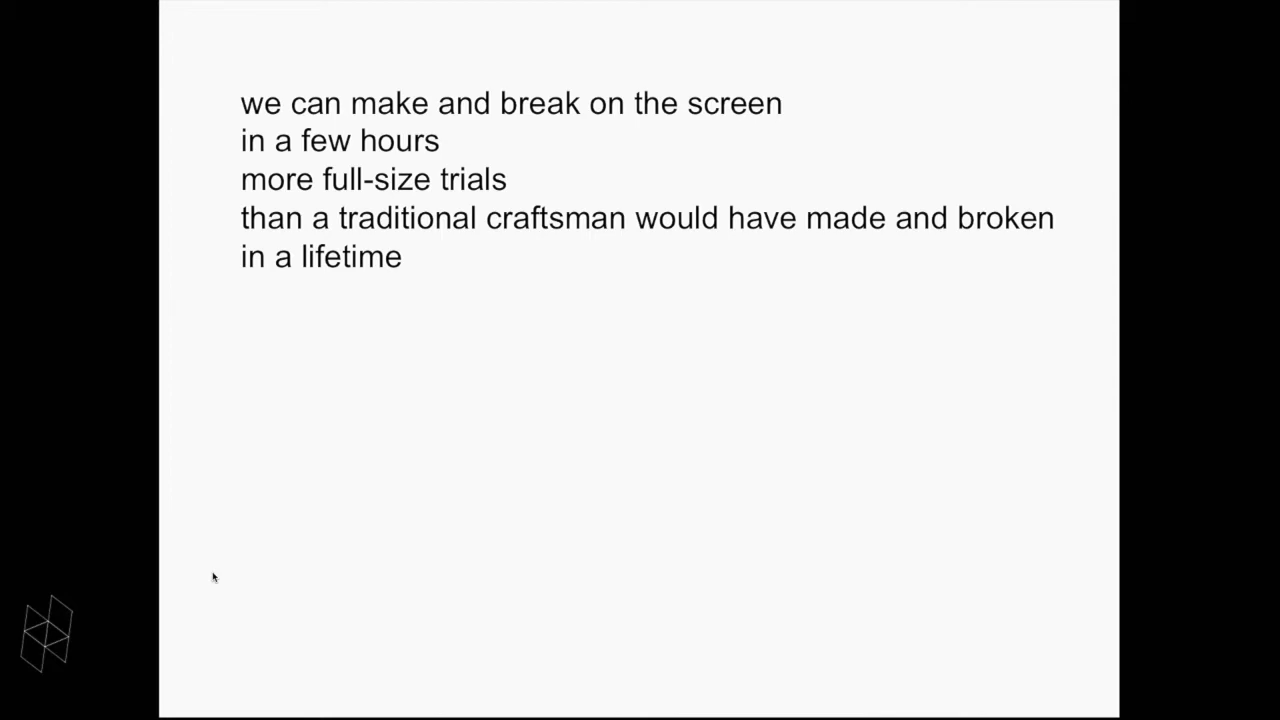 we can make and break on the screen
in a few hours
more full-size trials
than a traditional craftsman would have made and broken
in a lifetime